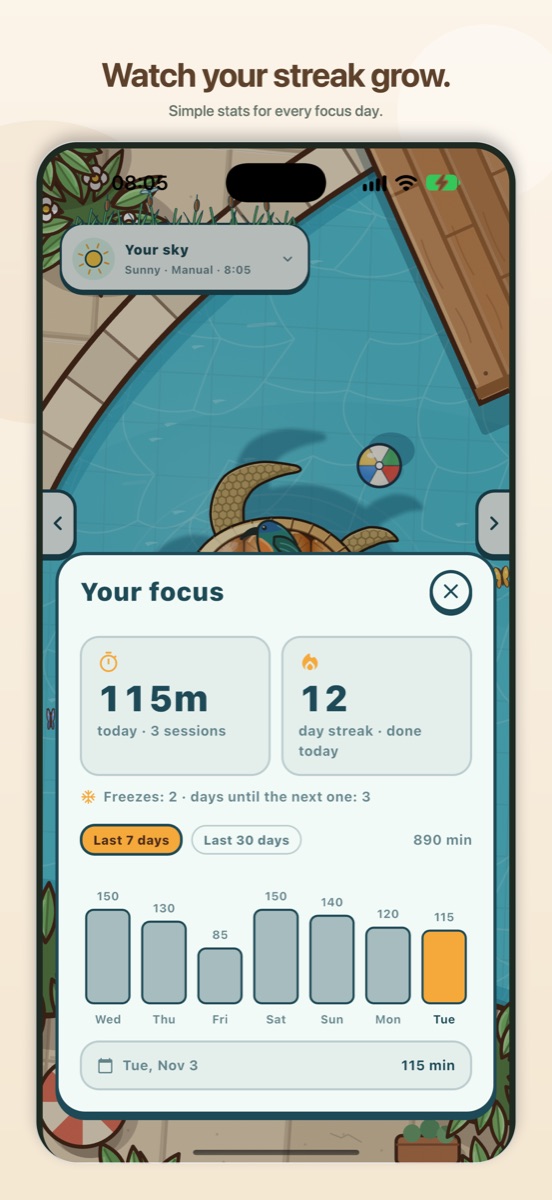 Watch your streak grow.
Simple stats for every focus day.
08:05
Your sky
Sunny · Manual · 8:05
Your focus
115m
today · 3 sessions
12
day streak · done
today
Freezes: 2 · days until the next one: 3
Last 7 days
Last 30 days
890 min
150
130
85
150
140
120
115
Wed
Thu
Fri
Sat
Sun
Mon
Tue
Tue, Nov 3
115 min